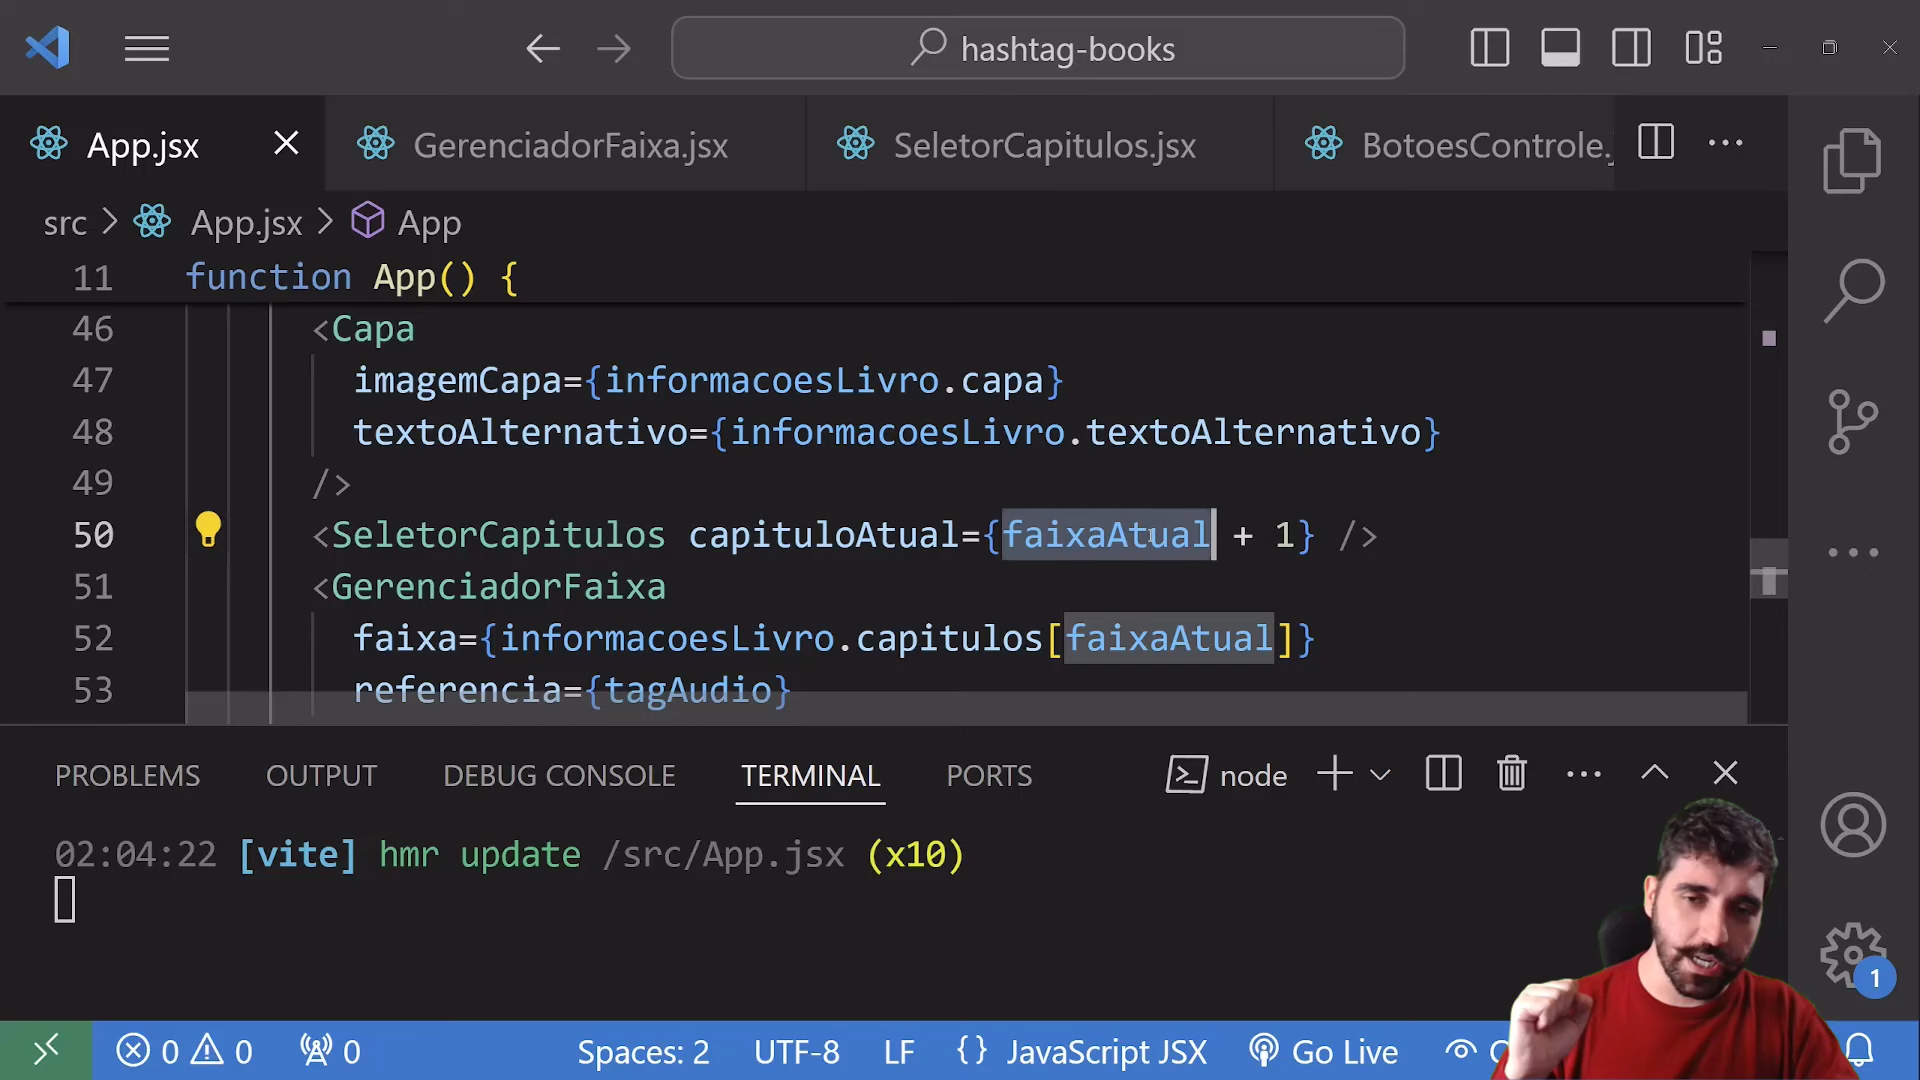 hashtag-books
App.jsx GerenciadorFaixa.jsx SeletorCapitulos.jsx BotoesControle.j
src > App.jsx > App
11 function App() {
46 <Capa
47 imagemCapa={informacoesLivro.capa}
48 textoAlternativo={informacoesLivro.textoAlternativo}
49 />
50 <SeletorCapitulos capituloAtual={faixaAtual + 1} />
51 <GerenciadorFaixa
52 faixa={informacoesLivro.capitulos[faixaAtual]}
53 referencia={tagAudio}
PROBLEMS OUTPUT DEBUG CONSOLE TERMINAL PORTS node
02:04:22 [vite] hmr update /src/App.jsx (x10)
1
0 0 0 Spaces: 2 UTF-8 LF {} JavaScript JSX Go Live